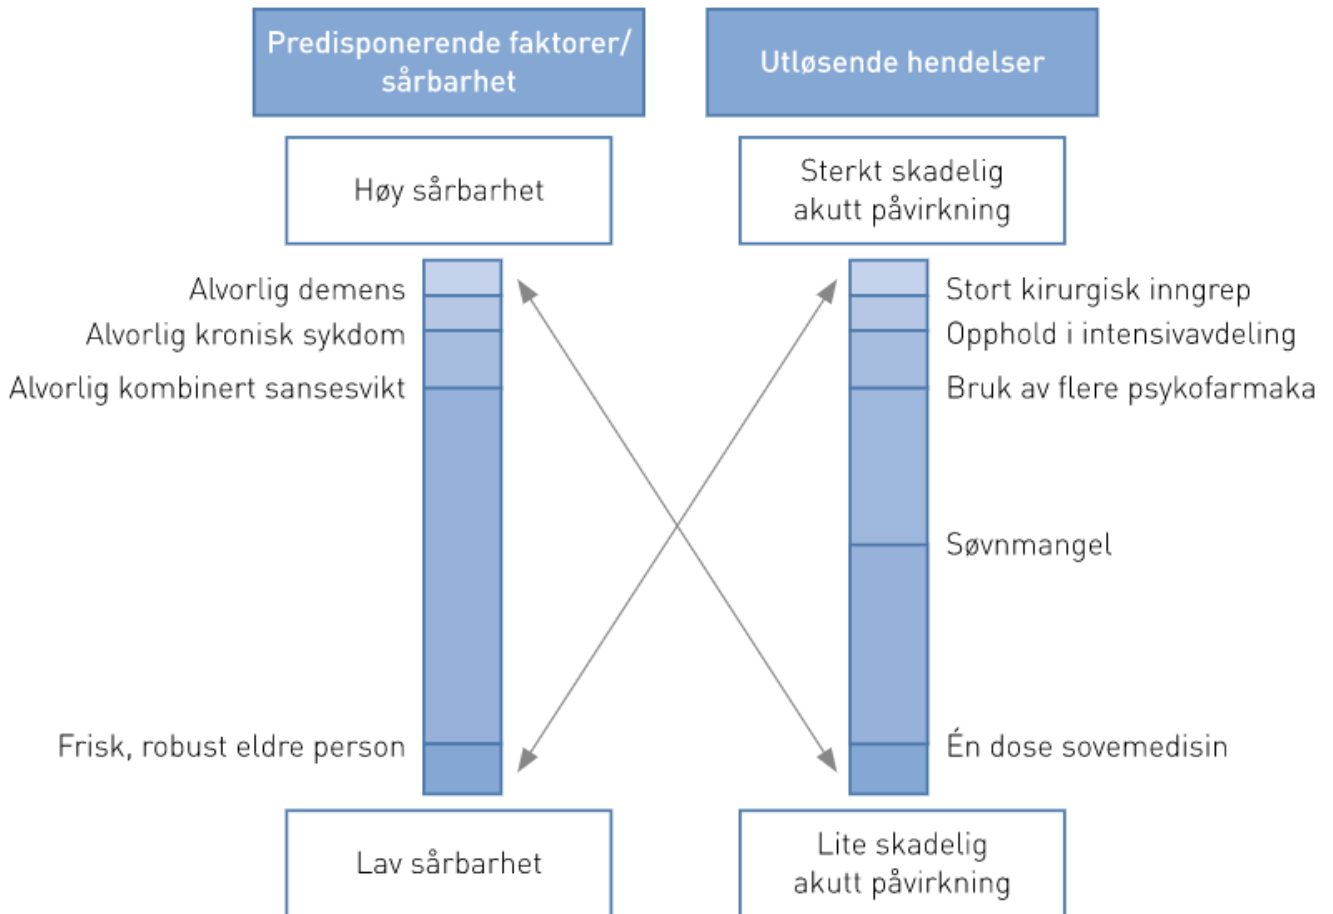 Predisponerende faktorer/
sårbarhet
Utløsende hendelser
Høy sårbarhet
Sterkt skadelig
akutt påvirkning
Alvorlig demens
Alvorlig kronisk sykdom
Alvorlig kombinert sansesvikt
Frisk, robust eldre person
Stort kirurgisk inngrep
Opphold i intensivavdeling
Bruk av flere psykofarmaka
Søvnmangel
Én dose sovemedisin
Lav sårbarhet
Lite skadelig
akutt påvirkning